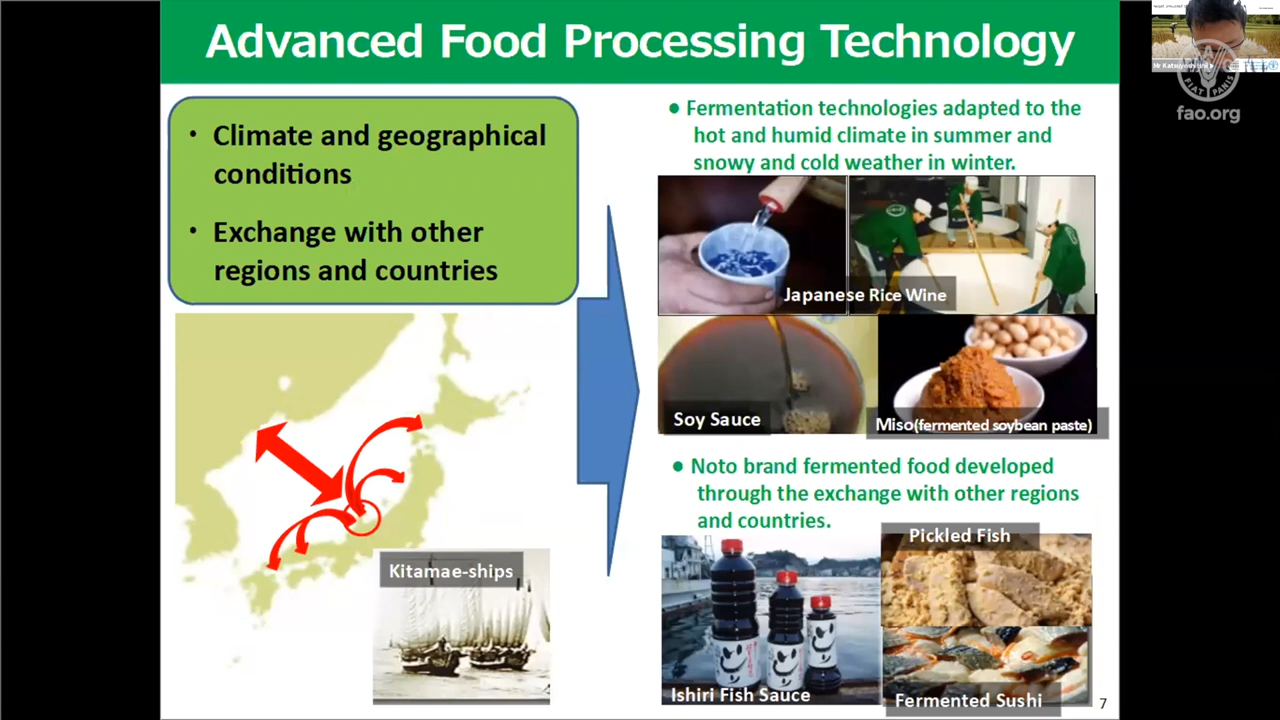 Advanced Food Processing Technology
・ Climate and geographical
conditions
・ Exchange with other
regions and countries
Kitamae-ships
● Fermentation technologies adapted to the
hot and humid climate in summer and
snowy and cold weather in winter.
Japanese Rice Wine
Soy Sauce
Miso(fermented soybean paste)
● Noto brand fermented food developed
through the exchange with other regions
and countries.
Pickled Fish
Ishiri Fish Sauce
Fermented Sushi
7
FIAT PANIS
fao.org